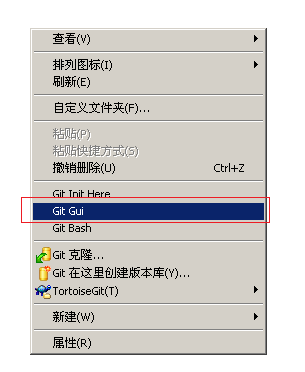 查看(V)
排列图标(I)
刷新(E)
自定义文件夹(F)...
粘贴(P)
粘贴快捷方式(S)
撤销删除(U) Ctrl+Z
Git Init Here
Git Gui
Git Bash
Git 克隆...
Git 在这里创建版本库(Y)...
TortoiseGit(T)
新建(W)
属性(R)